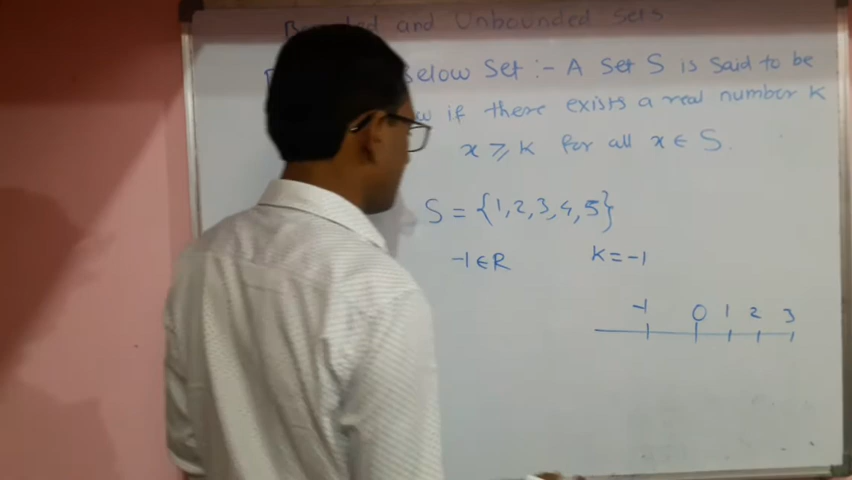 and Unbounded Sets
Below Set :- A Set S is said to be
if there exists a real number K
x ⩾ K for all x ∈ S.
S = {1, 2, 3, 4, 5}
-1 ∈ R K = -1
-1 0 1 2 3